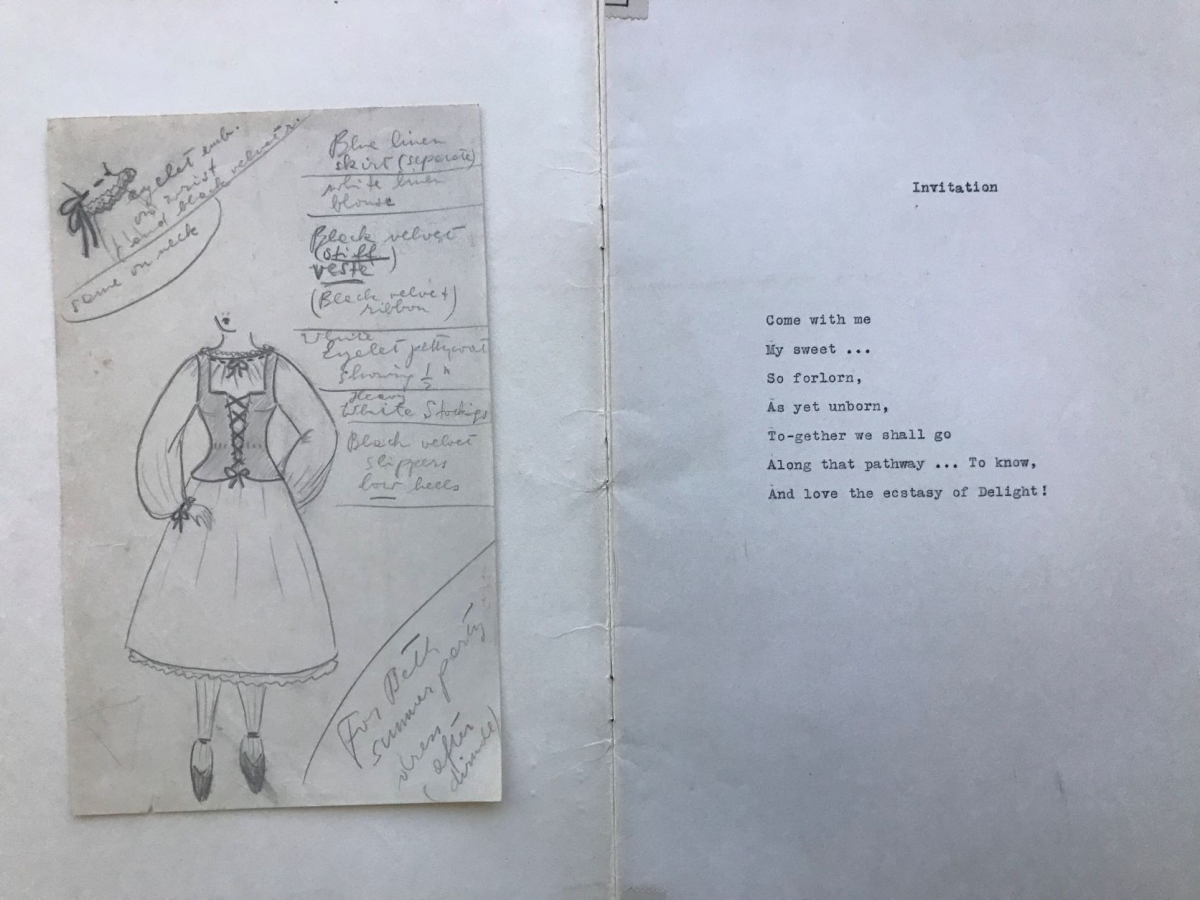 eyelet emb.
on wrist
and black velvet r.
same on neck
Blue linen
skirt (separate)
white linen
blouse
Black velvet
(stiff)
veste
(Black velvet
ribbon)
White
Eyelet pettycoat
showing 1/2"
Heavy
White Stockings
Black velvet
slippers
low heels
For Beth
summer party
dress
after
Invitation
Come with me
My sweet ...
So forlorn,
As yet unborn,
To-gether we shall go
Along that pathway ... To know,
And love the ecstasy of Delight!